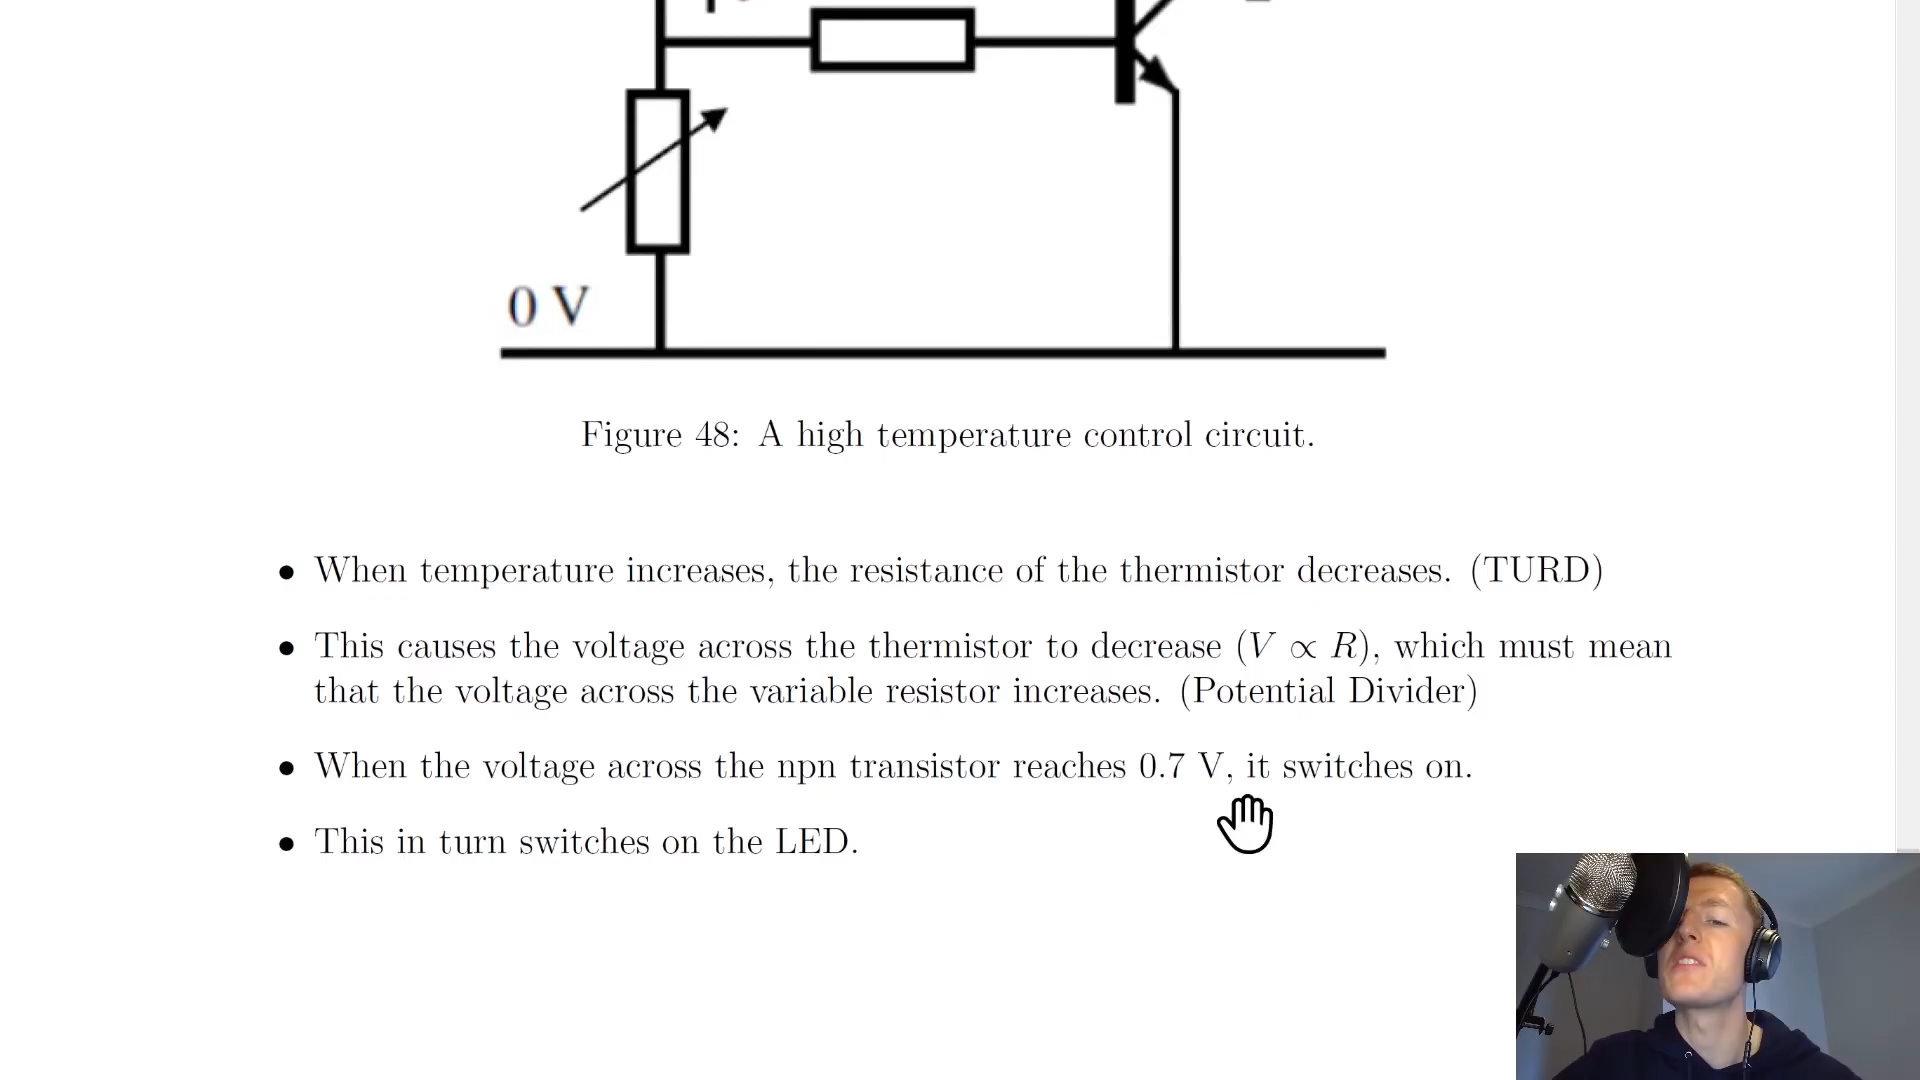 0 V
Figure 48: A high temperature control circuit.
• When temperature increases, the resistance of the thermistor decreases. (TURD)
• This causes the voltage across the thermistor to decrease (V ∝ R), which must mean
that the voltage across the variable resistor increases. (Potential Divider)
• When the voltage across the npn transistor reaches 0.7 V, it switches on.
• This in turn switches on the LED.